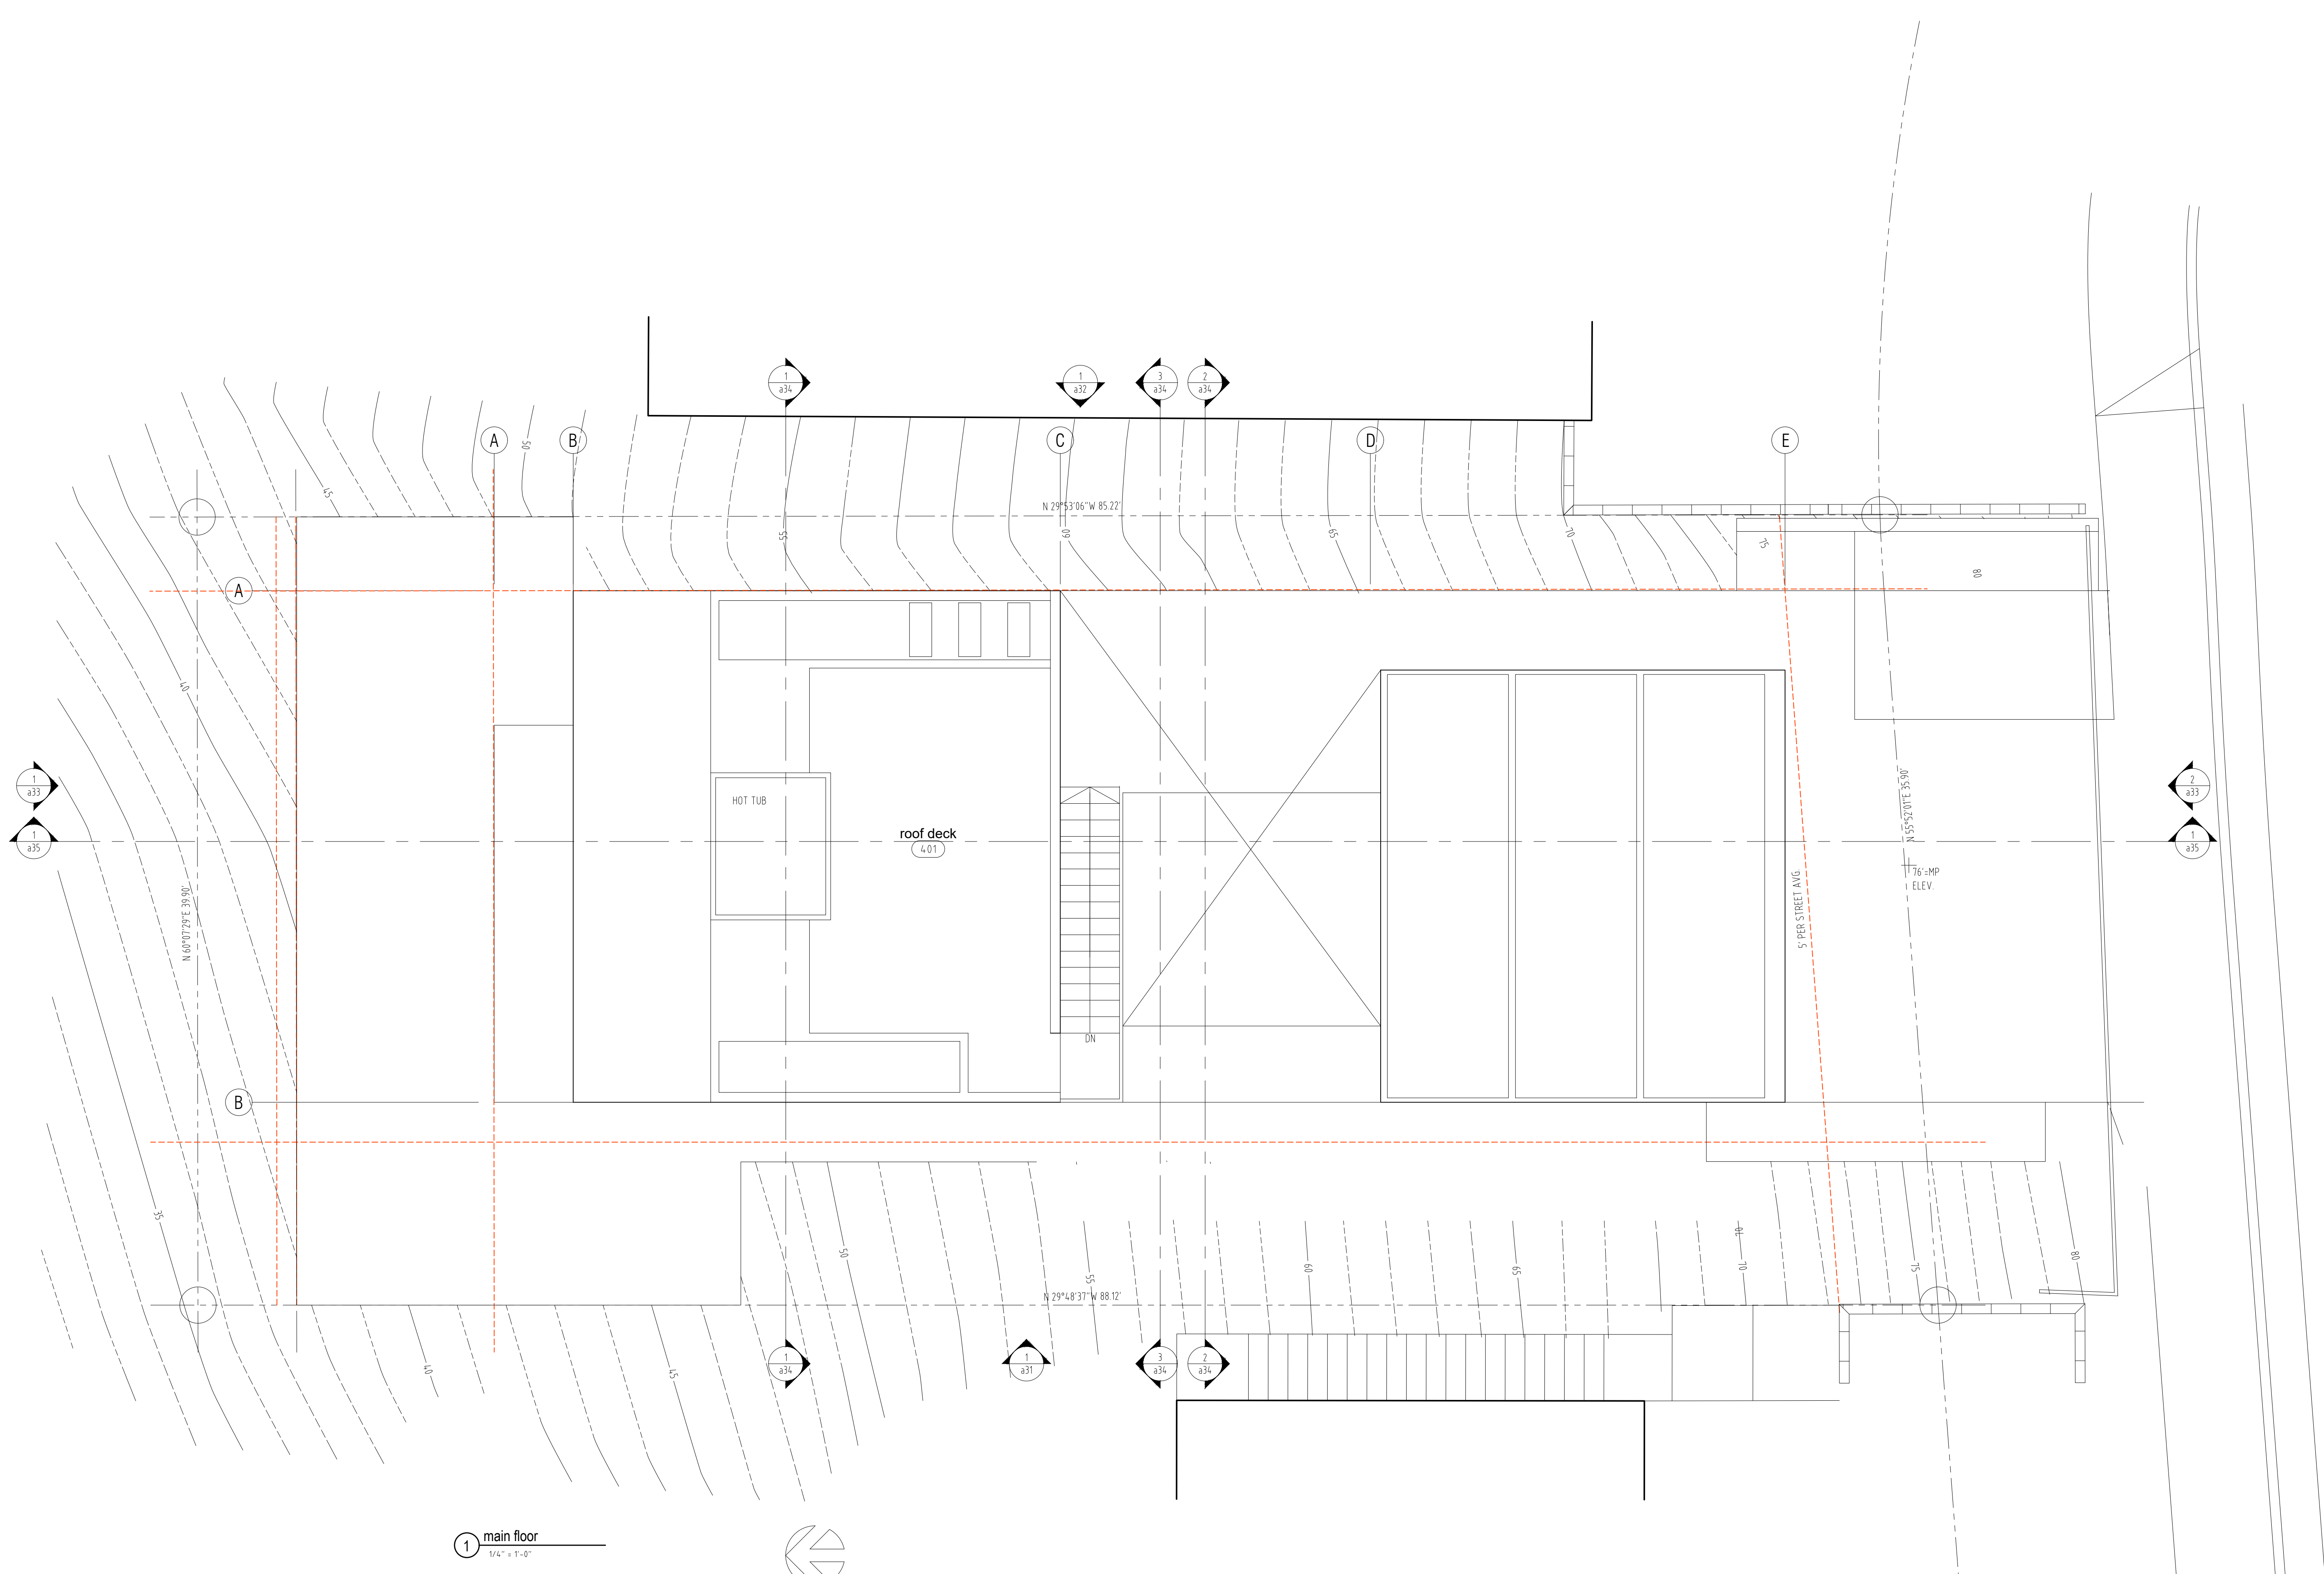 1
a34
1
a32
3
a34
2
a34
A
B
C
D
E
50
45
N 29°53'06"W 85.22'
55
60
65
70
75
80
A
40
1
a33
2
a33
HOT TUB
roof deck
401
1
a35
1
a35
N 60°07'29"E 39.90'
N 55°52'01"E 35.90'
76'=MP
ELEV.
5' PER STREET AVG.
DN
B
35
50
55
60
65
70
70
75
80
N 29°48'37"W 88.12'
40
45
1
a34
1
a31
3
a34
2
a34
1
main floor
1/4" = 1'-0"